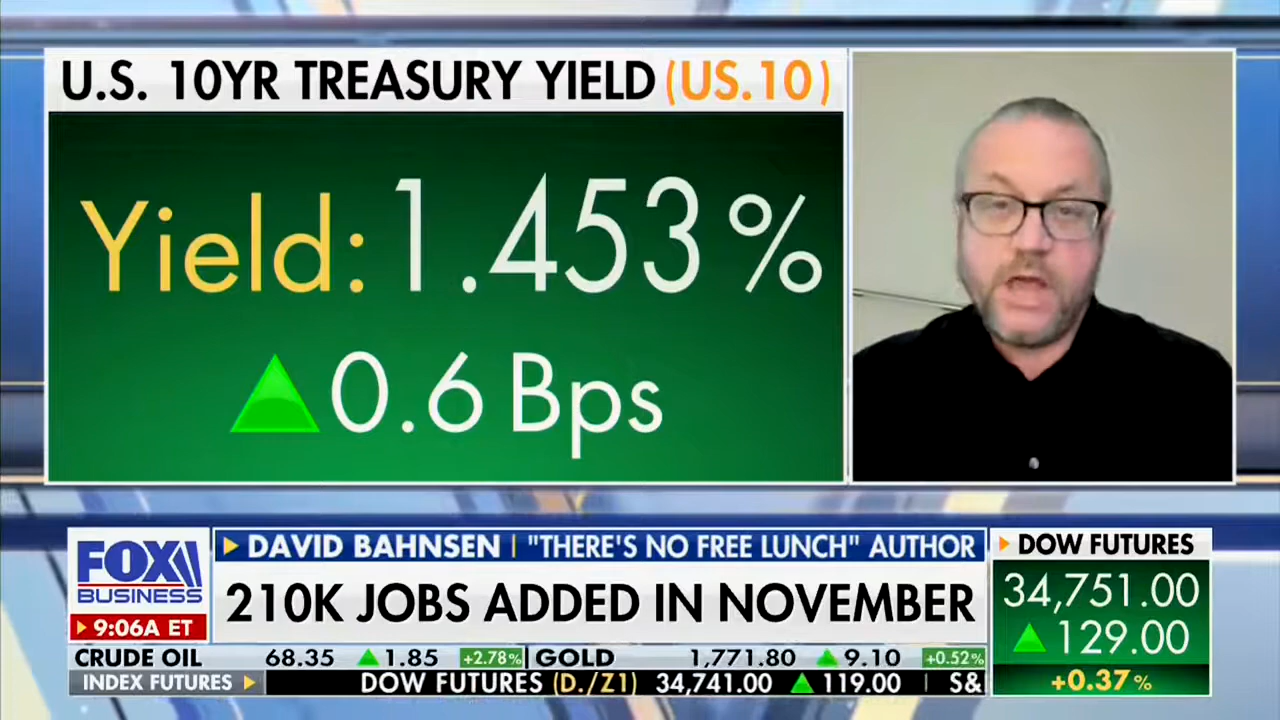 U.S. 10YR TREASURY YIELD (US.10)
Yield: 1.453%
▲0.6 Bps
FOX
BUSINESS
9:06A ET
DAVID BAHNSEN | "THERE'S NO FREE LUNCH" AUTHOR
210K JOBS ADDED IN NOVEMBER
DOW FUTURES
34,751.00
▲ 129.00
+0.37%
CRUDE OIL 68.35 ▲1.85 +2.78% GOLD 1,771.80 ▲9.10 +0.52%
INDEX FUTURES DOW FUTURES (D./Z1) 34,741.00 ▲119.00 | S&